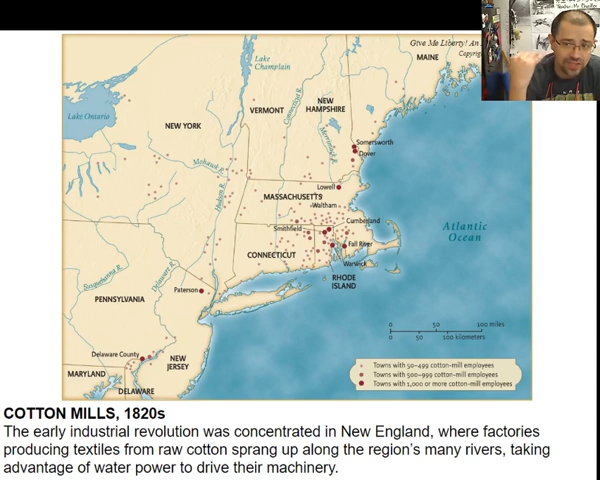 Give Me Liberty! An
Copyrig
MAINE
Lake
Champlain
VERMONT
NEW
HAMPSHIRE
Connecticut R.
Merrimack R.
Lake Ontario
NEW YORK
Mohawk R.
Hudson R.
Somersworth
Dover
Lowell
MASSACHUSETTS
Waltham
Smithfield
Cumberland
Atlantic
Ocean
CONNECTICUT
Fall River
Warwick
RHODE
ISLAND
Susquehanna R.
Delaware R.
Paterson
PENNSYLVANIA
Delaware County
NEW
JERSEY
MARYLAND
DELAWARE
0 50 100 miles
0 50 100 kilometers
Towns with 50-499 cotton-mill employees
Towns with 500-999 cotton-mill employees
Towns with 1,000 or more cotton-mill employees
COTTON MILLS, 1820s
The early industrial revolution was concentrated in New England, where factories
producing textiles from raw cotton sprang up along the region's many rivers, taking
advantage of water power to drive their machinery.